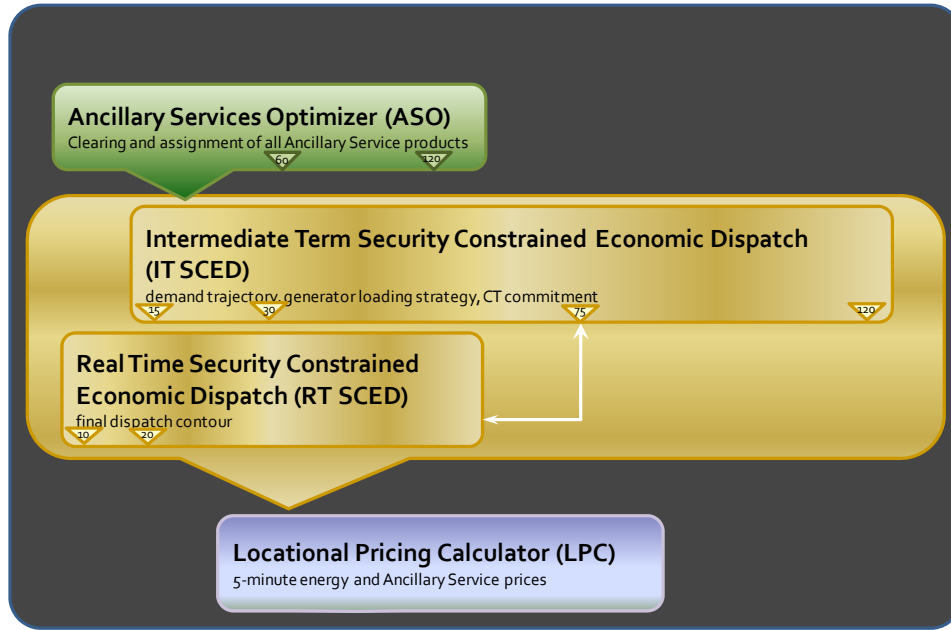 Ancillary Services Optimizer (ASO)
Clearing and assignment of all Ancillary Service products
60 120
Intermediate Term Security Constrained Economic Dispatch
(IT SCED)
demand trajectory, generator loading strategy, CT commitment
15 30 75 120
Real Time Security Constrained
Economic Dispatch (RT SCED)
final dispatch contour
10 20
Locational Pricing Calculator (LPC)
5-minute energy and Ancillary Service prices